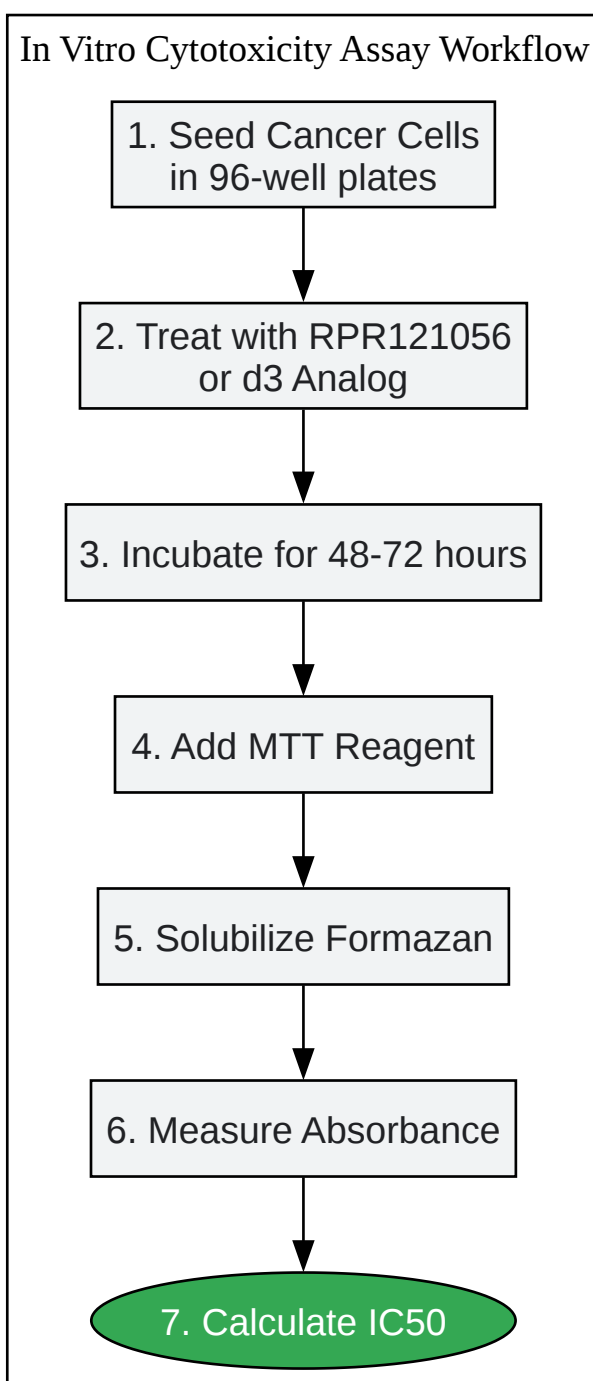 In Vitro Cytotoxicity Assay Workflow
1. Seed Cancer Cells
in 96-well plates
2. Treat with RPR121056
or d3 Analog
3. Incubate for 48-72 hours
4. Add MTT Reagent
5. Solubilize Formazan
6. Measure Absorbance
7. Calculate IC50